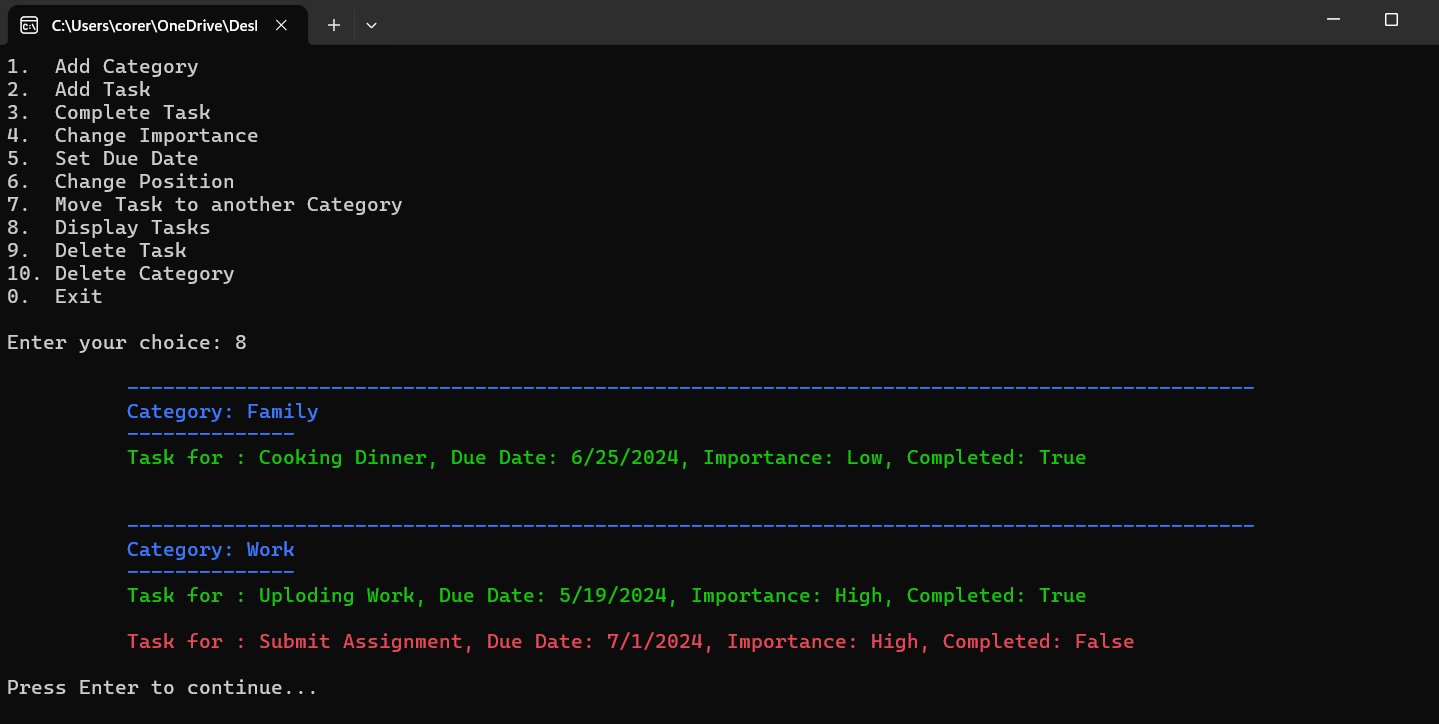 C:\Users\corer\OneDrive\Desl
1.  Add Category
2.  Add Task
3.  Complete Task
4.  Change Importance
5.  Set Due Date
6.  Change Position
7.  Move Task to another Category
8.  Display Tasks
9.  Delete Task
10. Delete Category
0.  Exit
Enter your choice: 8
----------------------------------------------------------------------------------------------
Category: Family
--------------
Task for : Cooking Dinner, Due Date: 6/25/2024, Importance: Low, Completed: True
----------------------------------------------------------------------------------------------
Category: Work
--------------
Task for : Uploding Work, Due Date: 5/19/2024, Importance: High, Completed: True
Task for : Submit Assignment, Due Date: 7/1/2024, Importance: High, Completed: False
Press Enter to continue...